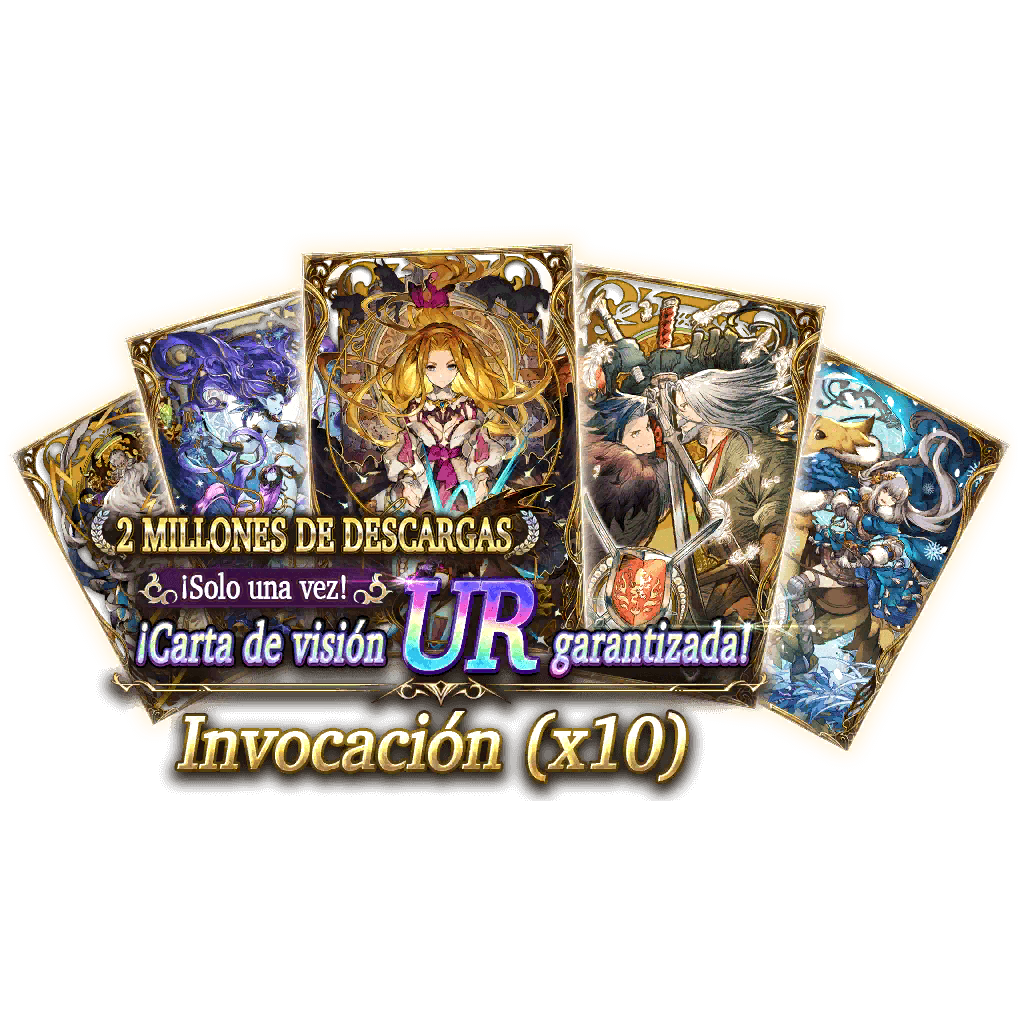 2 MILLONES DE DESCARGAS
¡Solo una vez!
¡Carta de visión UR garantizada!
Invocación (x10)